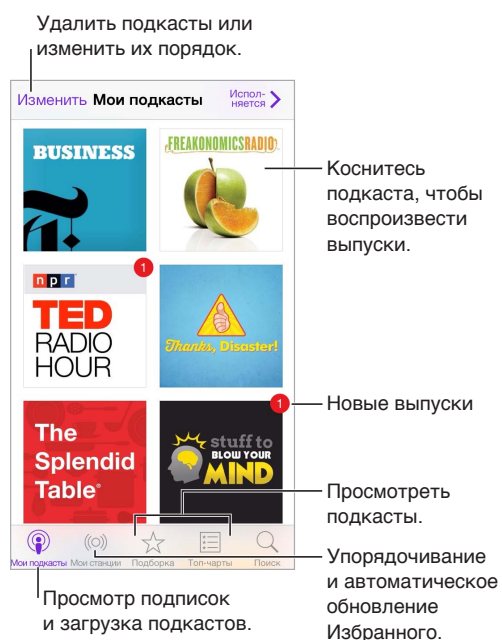 Удалить подкасты или
изменить их порядок.
Изменить Мои подкасты Испол-
няется
BUSINESS
FREAKONOMICSRADIO
Коснитесь
подкаста, чтобы
воспроизвести
выпуски.
npr
1
TED
RADIO
HOUR
Thanks, Disaster!
1
Новые выпуски
The
Splendid
Table®
stuff to
BLOW YOUR
MIND
Просмотреть
подкасты.
Мои подкасты Мои станции Подборка Топ-чарты Поиск
Упорядочивание
и автоматическое
обновление
Избранного.
Просмотр подписок
и загрузка подкастов.